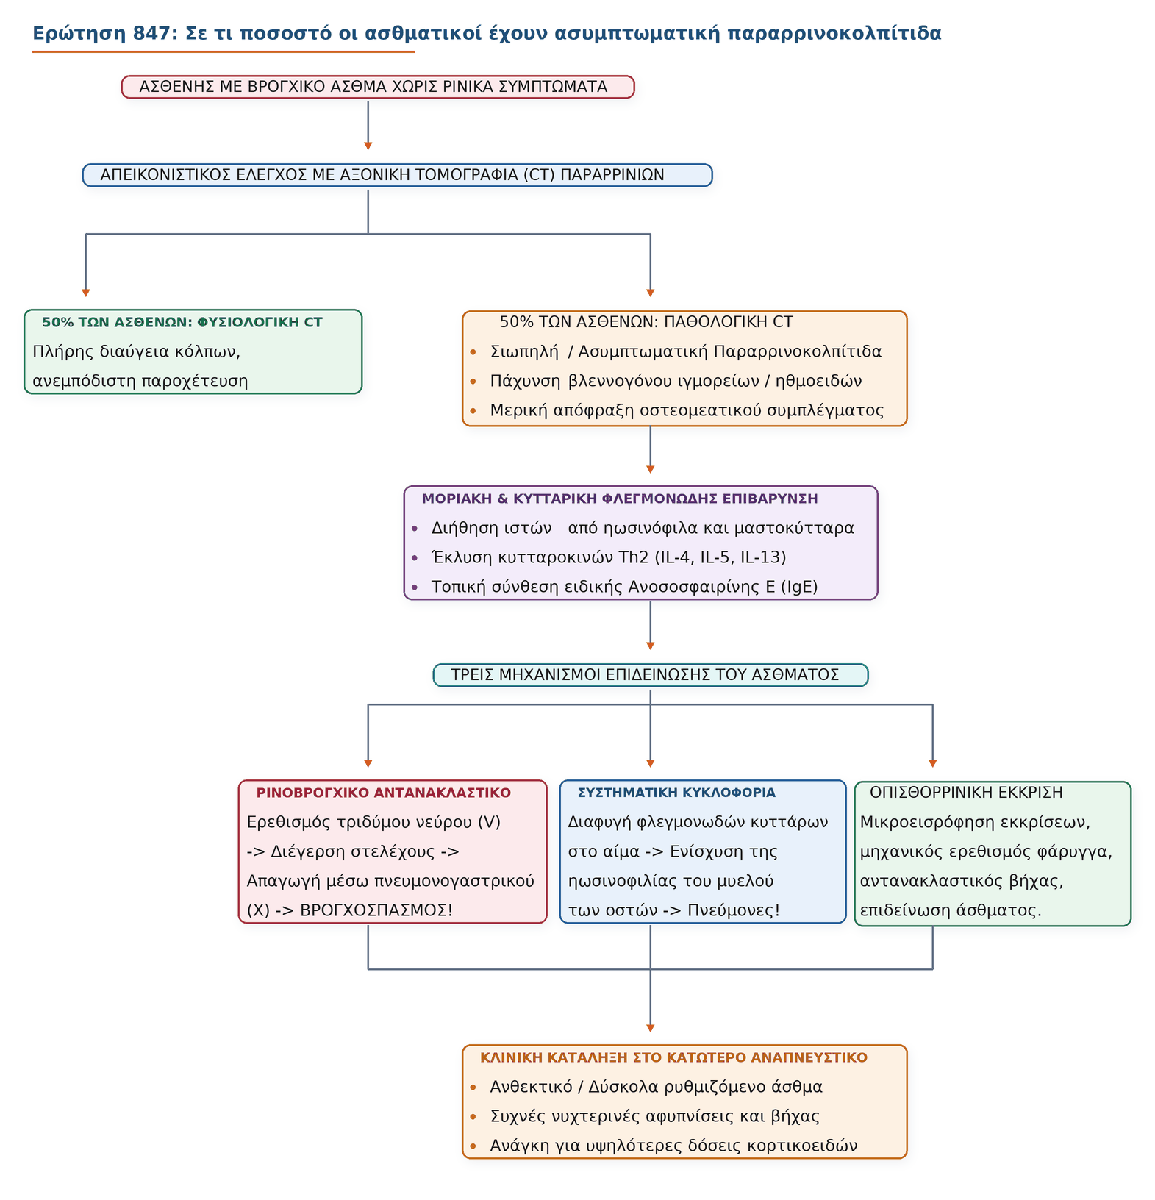 Ερώτηση 847: Σε τι ποσοστό οι ασθματικοί έχουν ασυμπτωματική παραρρινοκολπίτιδα
ΑΣΘΕΝΗΣ ΜΕ ΒΡΟΓΧΙΚΟ ΑΣΘΜΑ ΧΩΡΙΣ ΡΙΝΙΚΑ ΣΥΜΠΤΩΜΑΤΑ
ΑΠΕΙΚΟΝΙΣΤΙΚΟΣ ΕΛΕΓΧΟΣ ΜΕ ΑΞΟΝΙΚΗ ΤΟΜΟΓΡΑΦΙΑ (CT) ΠΑΡΑΡΡΙΝΙΩΝ
50% ΤΩΝ ΑΣΘΕΝΩΝ: ΦΥΣΙΟΛΟΓΙΚΗ CT
Πλήρης διαύγεια κόλπων,
ανεμπόδιστη παροχέτευση
50% ΤΩΝ ΑΣΘΕΝΩΝ: ΠΑΘΟΛΟΓΙΚΗ CT
• Σιωπηλή / Ασυμπτωματική Παραρρινοκολπίτιδα
• Πάχυνση βλεννογόνου ιγμορείων / ηθμοειδών
• Μερική απόφραξη οστεομεατικού συμπλέγματος
ΜΟΡΙΑΚΗ & ΚΥΤΤΑΡΙΚΗ ΦΛΕΓΜΟΝΩΔΗΣ ΕΠΙΒΑΡΥΝΣΗ
• Διήθηση ιστών από ηωσινόφιλα και μαστοκύτταρα
• Έκλυση κυτταροκινών Th2 (IL-4, IL-5, IL-13)
• Τοπική σύνθεση ειδικής Ανοσοσφαιρίνης Ε (IgE)
ΤΡΕΙΣ ΜΗΧΑΝΙΣΜΟΙ ΕΠΙΔΕΙΝΩΣΗΣ ΤΟΥ ΑΣΘΜΑΤΟΣ
ΡΙΝΟΒΡΟΓΧΙΚΟ ΑΝΤΑΝΑΚΛΑΣΤΙΚΟ
Ερεθισμός τριδύμου νεύρου (V)
-> Διέγερση στελέχους ->
Απαγωγή μέσω πνευμονογαστρικού
(X) -> ΒΡΟΓΧΟΣΠΑΣΜΟΣ!
ΣΥΣΤΗΜΑΤΙΚΗ ΚΥΚΛΟΦΟΡΙΑ
Διαφυγή φλεγμονωδών κυττάρων
στο αίμα -> Ενίσχυση της
ηωσινοφιλίας του μυελού
των οστών -> Πνεύμονες!
ΟΠΙΣΘΟΡΡΙΝΙΚΗ ΕΚΚΡΙΣΗ
Μικροεισρόφηση εκκρίσεων,
μηχανικός ερεθισμός φάρυγγα,
αντανακλαστικός βήχας,
επιδείνωση άσθματος.
ΚΛΙΝΙΚΗ ΚΑΤΑΛΗΞΗ ΣΤΟ ΚΑΤΩΤΕΡΟ ΑΝΑΠΝΕΥΣΤΙΚΟ
• Ανθεκτικό / Δύσκολα ρυθμιζόμενο άσθμα
• Συχνές νυχτερινές αφυπνίσεις και βήχας
• Ανάγκη για υψηλότερες δόσεις κορτικοειδών